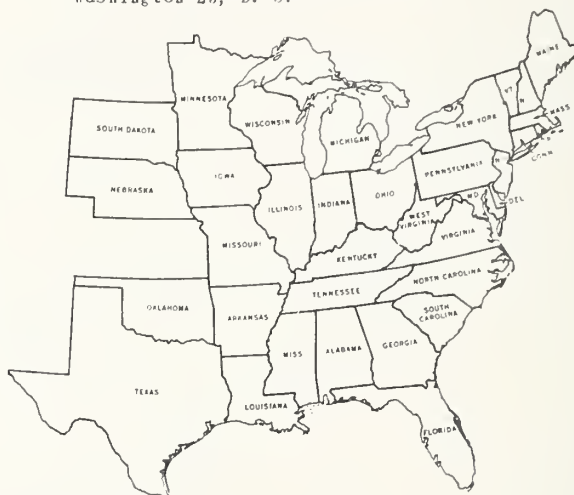 Washington 25, D. C.
MAINE
MINNESOTA
VT
N
WISCONSIN
MASS
SOUTH DAKOTA
NEW YORK
MICHIGAN
CONN
IOWA
PENNSYLVANIA
NEBRASKA
OHIO
ILLINOIS
INDIANA
MD
DEL
WEST
VIRGINIA
VIRGINIA
MISSOURI
KENTUCKY
NORTH CAROLINA
TENNESSEE
OKLAHOMA
ARKANSAS
SOUTH
CAROLINA
MISS
ALABAMA
GEORGIA
TEXAS
LOUISIANA
FLORIDA